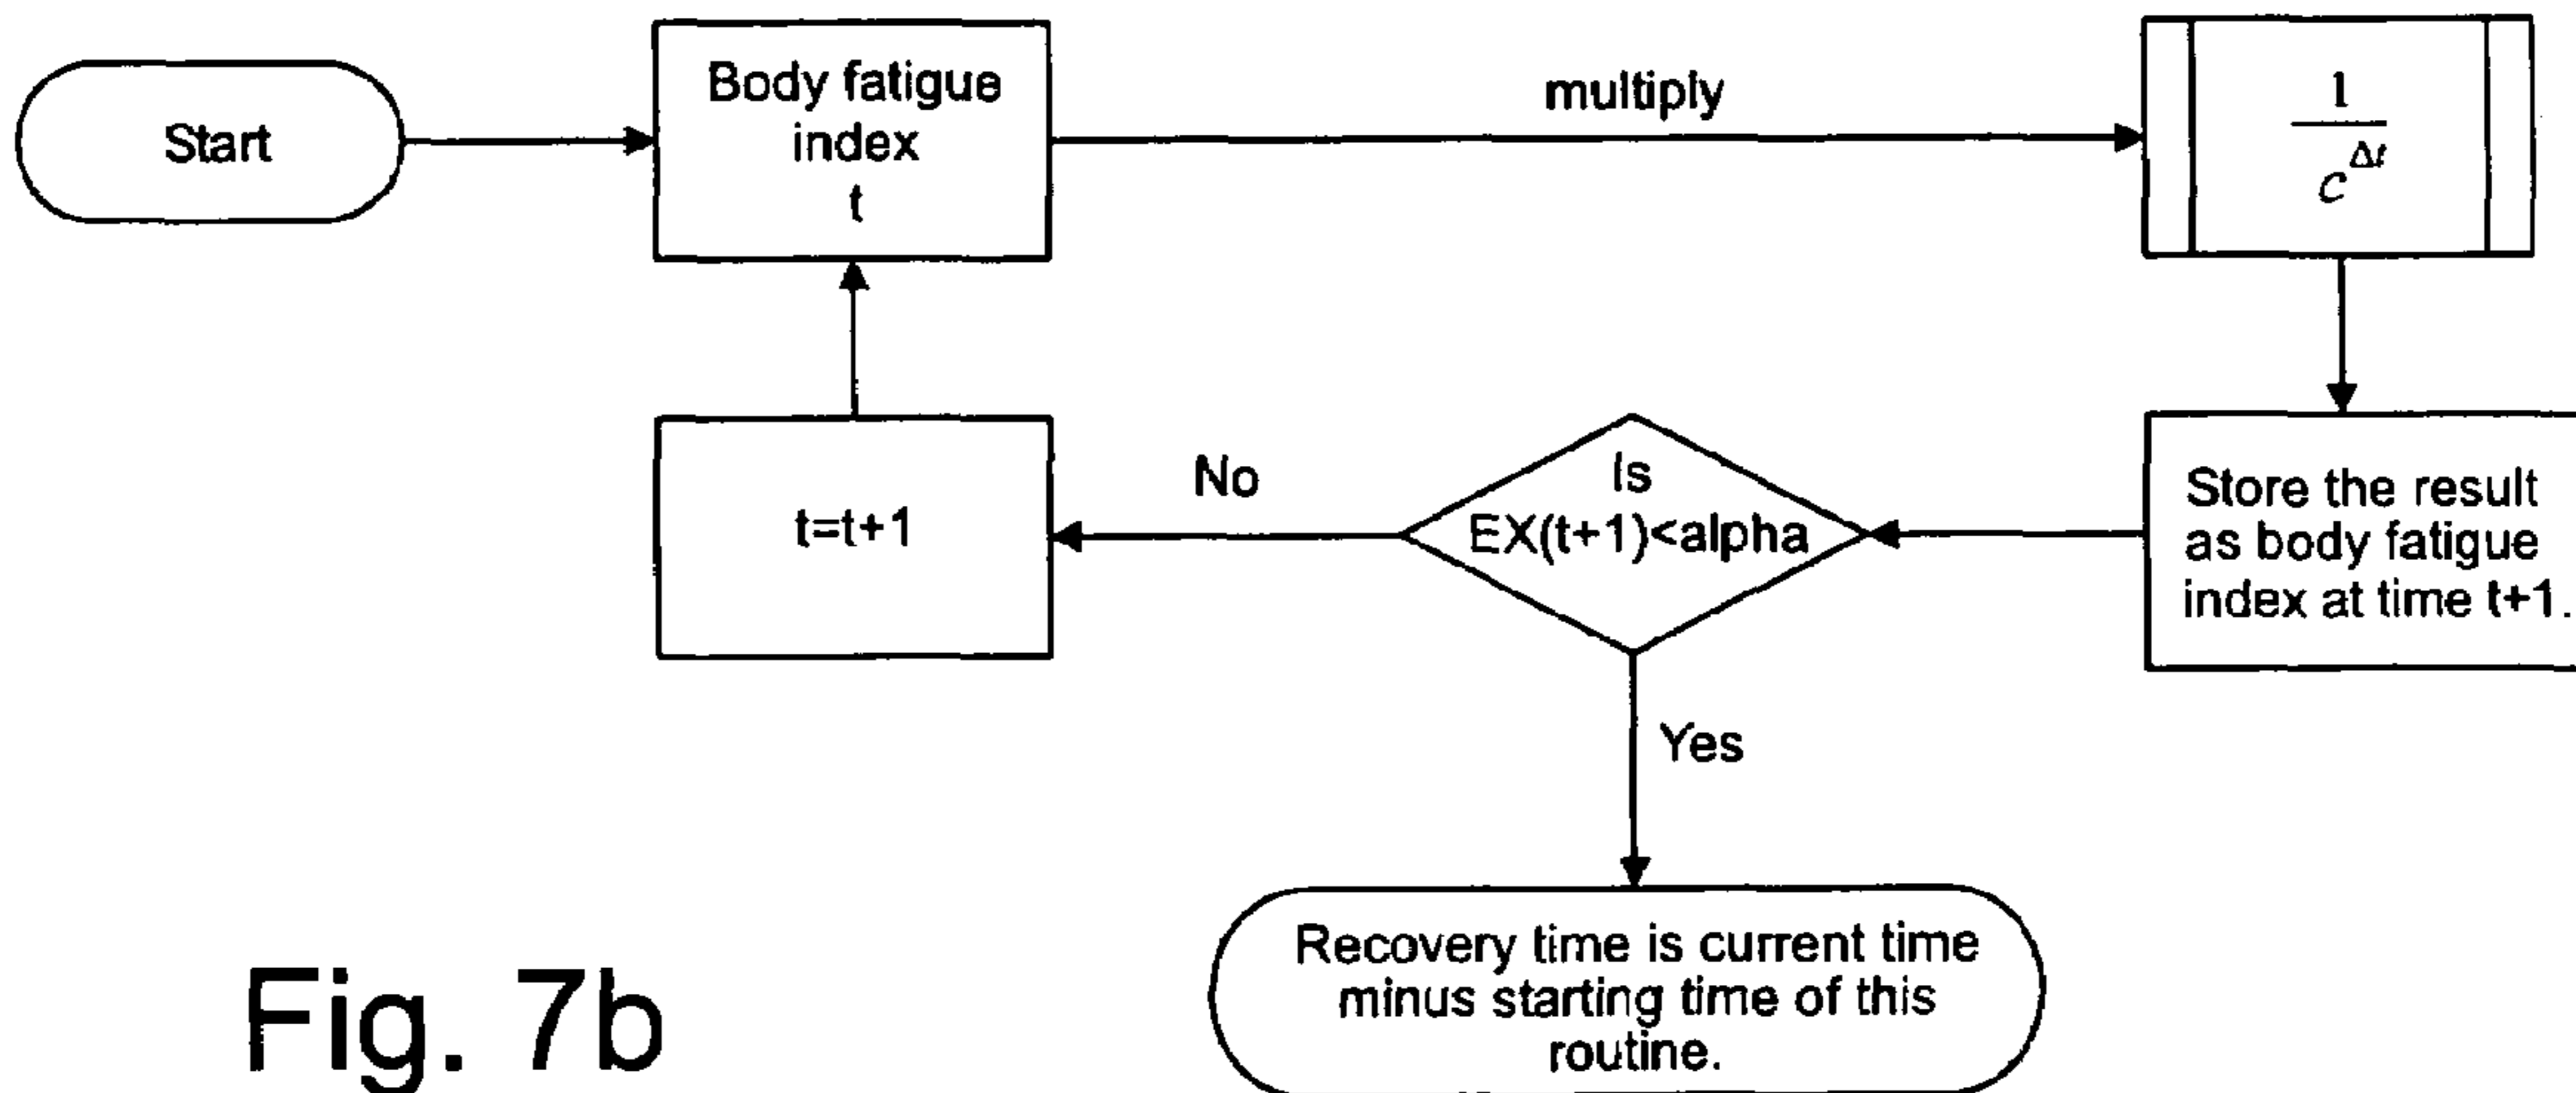 Start
Body fatigue
index
t
multiply
1
c^Δt
t=t+1
No
Is
EX(t+1)<alpha
Store the result
as body fatigue
index at time t+1.
Yes
Recovery time is current time
minus starting time of this
routine.
Fig. 7b